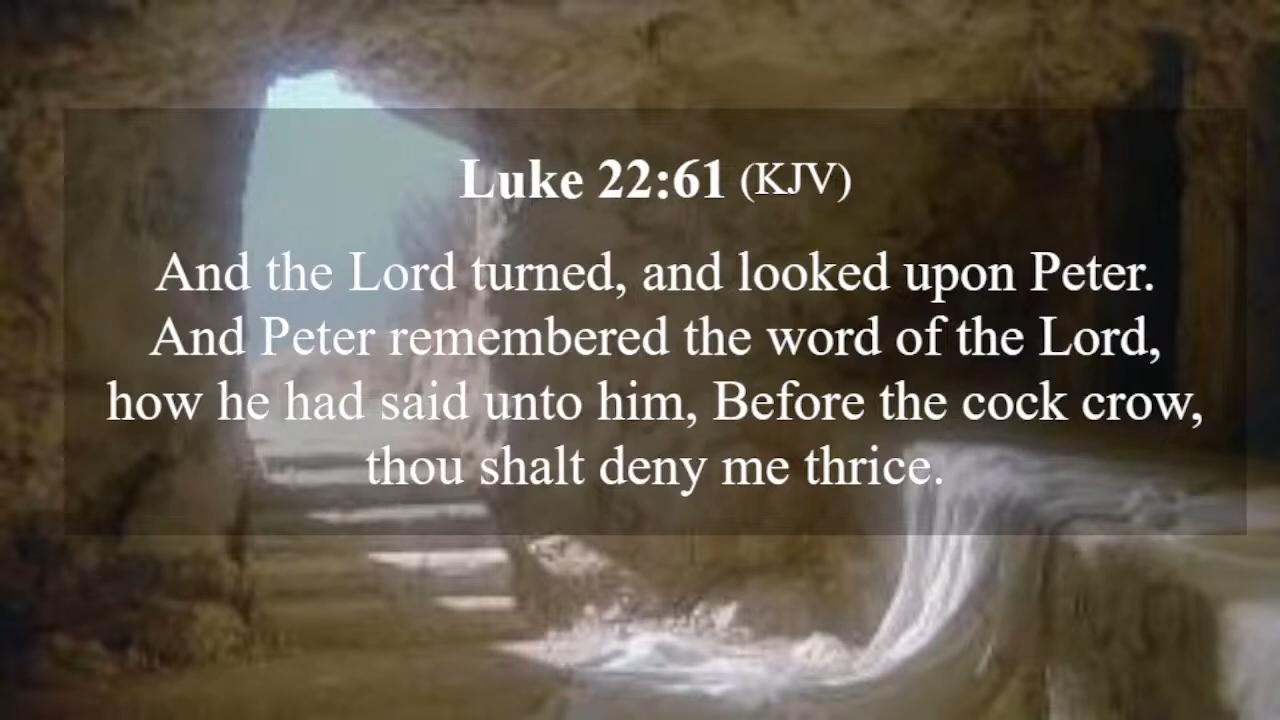 Luke 22:61 (KJV)
And the Lord turned, and looked upon Peter.
And Peter remembered the word of the Lord,
how he had said unto him, Before the cock crow,
thou shalt deny me thrice.